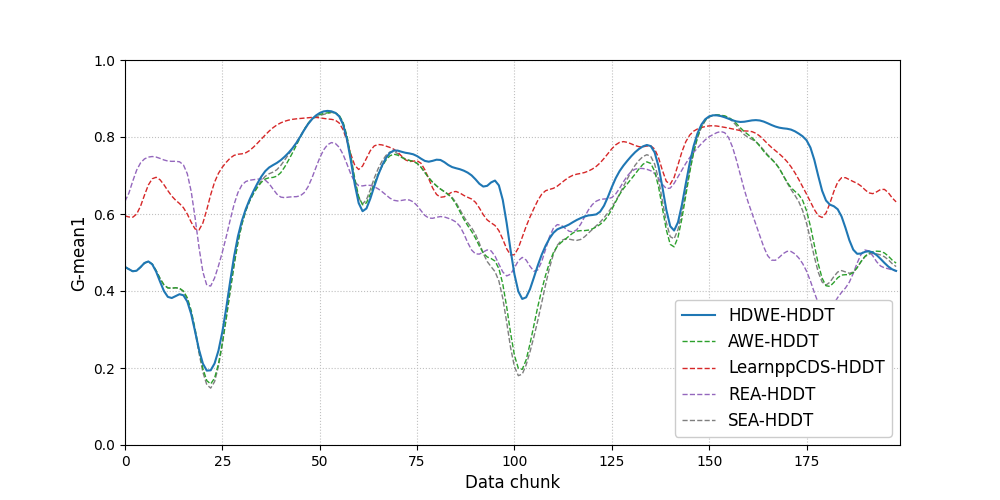 1.0
0.8
0.6
0.4
0.2
0.0
G-mean1
0 25 50 75 100 125 150 175
Data chunk
HDWE-HDDT
AWE-HDDT
LearnppCDS-HDDT
REA-HDDT
SEA-HDDT